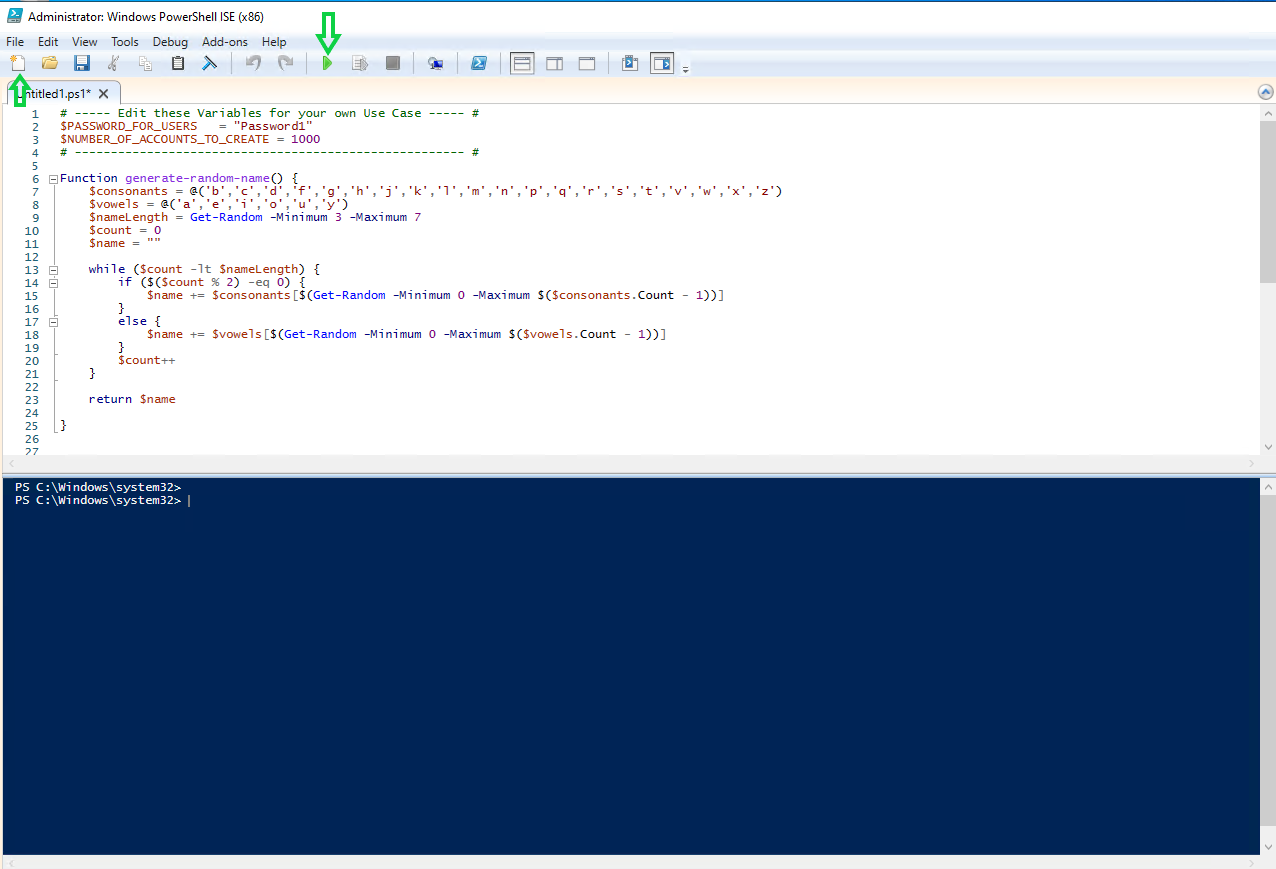 Administrator: Windows PowerShell ISE (x86)
File Edit View Tools Debug Add-ons Help
Untitled1.ps1* X
1 # ----- Edit these Variables for your own Use Case ----- #
2 $PASSWORD_FOR_USERS   = "Password1"
3 $NUMBER_OF_ACCOUNTS_TO_CREATE = 1000
4 # ------------------------------------------------------ #
5
6 Function generate-random-name() {
7     $consonants = @('b','c','d','f','g','h','j','k','l','m','n','p','q','r','s','t','v','w','x','z')
8     $vowels = @('a','e','i','o','u','y')
9     $nameLength = Get-Random -Minimum 3 -Maximum 7
10     $count = 0
11     $name = ""
12
13     while ($count -lt $nameLength) {
14         if ($($count % 2) -eq 0) {
15             $name += $consonants[$(Get-Random -Minimum 0 -Maximum $($consonants.Count - 1))]
16         }
17         else {
18             $name += $vowels[$(Get-Random -Minimum 0 -Maximum $($vowels.Count - 1))]
19         }
20         $count++
21     }
22
23     return $name
24
25 }
26
27
PS C:\Windows\system32>
PS C:\Windows\system32>